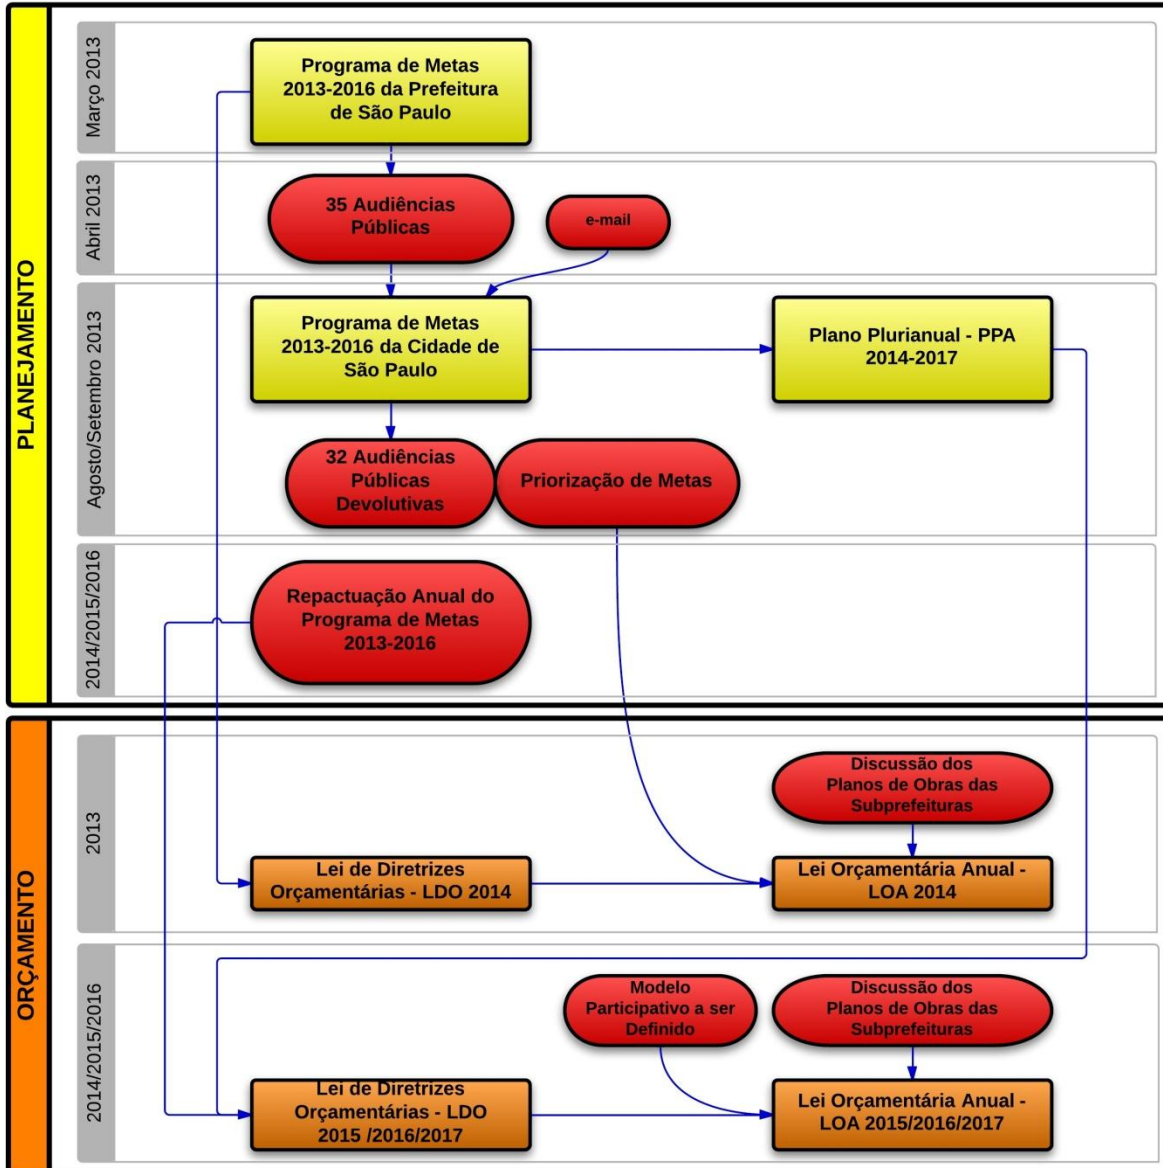 PLANEJAMENTO
Março 2013
Programa de Metas
2013-2016 da Prefeitura
de São Paulo
Abril 2013
35 Audiências
Públicas
e-mail
Agosto/Setembro 2013
Programa de Metas
2013-2016 da Cidade de
São Paulo
Plano Plurianual - PPA
2014-2017
32 Audiências
Públicas
Devolutivas
Priorização de Metas
2014/2015/2016
Repactuação Anual do
Programa de Metas
2013-2016
ORÇAMENTO
2013
Discussão dos
Planos de Obras das
Subprefeituras
Lei de Diretrizes
Orçamentárias - LDO 2014
Lei Orçamentária Anual -
LOA 2014
2014/2015/2016
Modelo
Participativo a ser
Definido
Discussão dos
Planos de Obras das
Subprefeituras
Lei de Diretrizes
Orçamentárias - LDO
2015 /2016/2017
Lei Orçamentária Anual -
LOA 2015/2016/2017